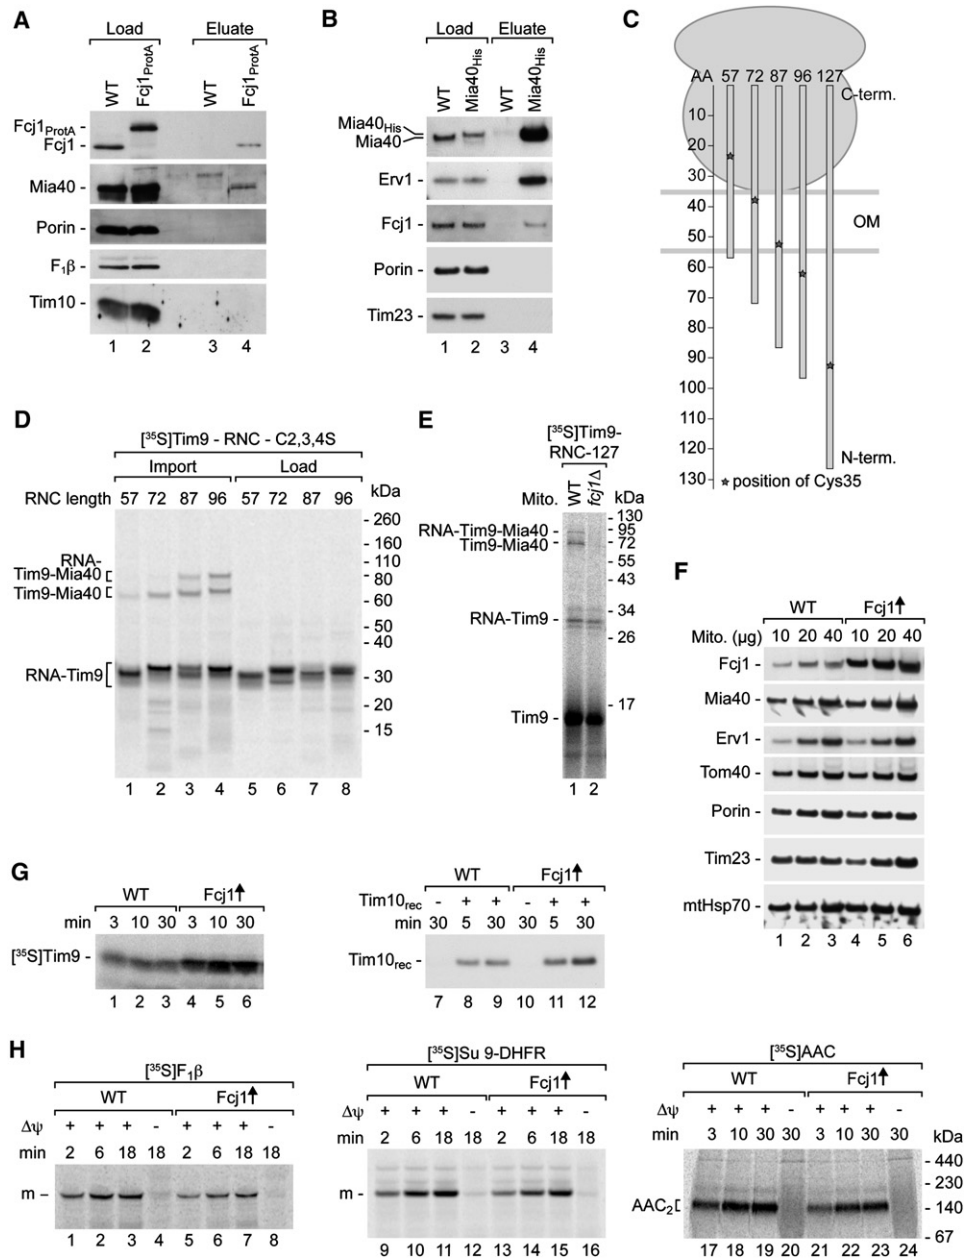 A
Load Eluate
WT Fcj1ProtA WT Fcj1ProtA
Fcj1ProtA -
Fcj1 -
Mia40 -
Porin -
F1β -
Tim10 -
1 2 3 4
B
Load Eluate
WT Mia40His WT Mia40His
Mia40His
Mia40
Erv1 -
Fcj1 -
Porin -
Tim23 -
1 2 3 4
C
AA 57 72 87 96 127
C-term.
10
20
30
40
OM
50
60
70
80
90
100
110
120
N-term.
130
* position of Cys35
D
[35S]Tim9 - RNC - C2,3,4S
Import Load
RNC length 57 72 87 96 57 72 87 96 kDa
RNA-
Tim9-Mia40
Tim9-Mia40
RNA-Tim9
- 260
- 160
- 110
- 80
- 60
- 50
- 40
- 30
- 20
- 15
1 2 3 4 5 6 7 8
E
[35S]Tim9-
RNC-127
Mito. WT fcj1Δ kDa
RNA-Tim9-Mia40 -
Tim9-Mia40 -
RNA-Tim9 -
Tim9 -
- 130
- 95
- 72
- 55
- 43
- 34
- 26
- 17
1 2
F
WT Fcj1↑
Mito. (µg) 10 20 40 10 20 40
Fcj1 -
Mia40 -
Erv1 -
Tom40 -
Porin -
Tim23 -
mtHsp70 -
1 2 3 4 5 6
G
WT Fcj1↑
min 3 10 30 3 10 30
[35S]Tim9 -
1 2 3 4 5 6
WT Fcj1↑
Tim10rec - + + - + +
min 30 5 30 30 5 30
Tim10rec -
7 8 9 10 11 12
H
[35S]F1β
WT Fcj1↑
Δψ + + + - + + + -
min 2 6 18 18 2 6 18 18
m -
1 2 3 4 5 6 7 8
[35S]Su 9-DHFR
WT Fcj1↑
Δψ + + + - + + + -
min 2 6 18 18 2 6 18 18
m -
9 10 11 12 13 14 15 16
[35S]AAC
WT Fcj1↑
Δψ + + + - + + + -
min 3 10 30 30 3 10 30 30 kDa
AAC2
- 440
- 230
- 140
- 67
17 18 19 20 21 22 23 24